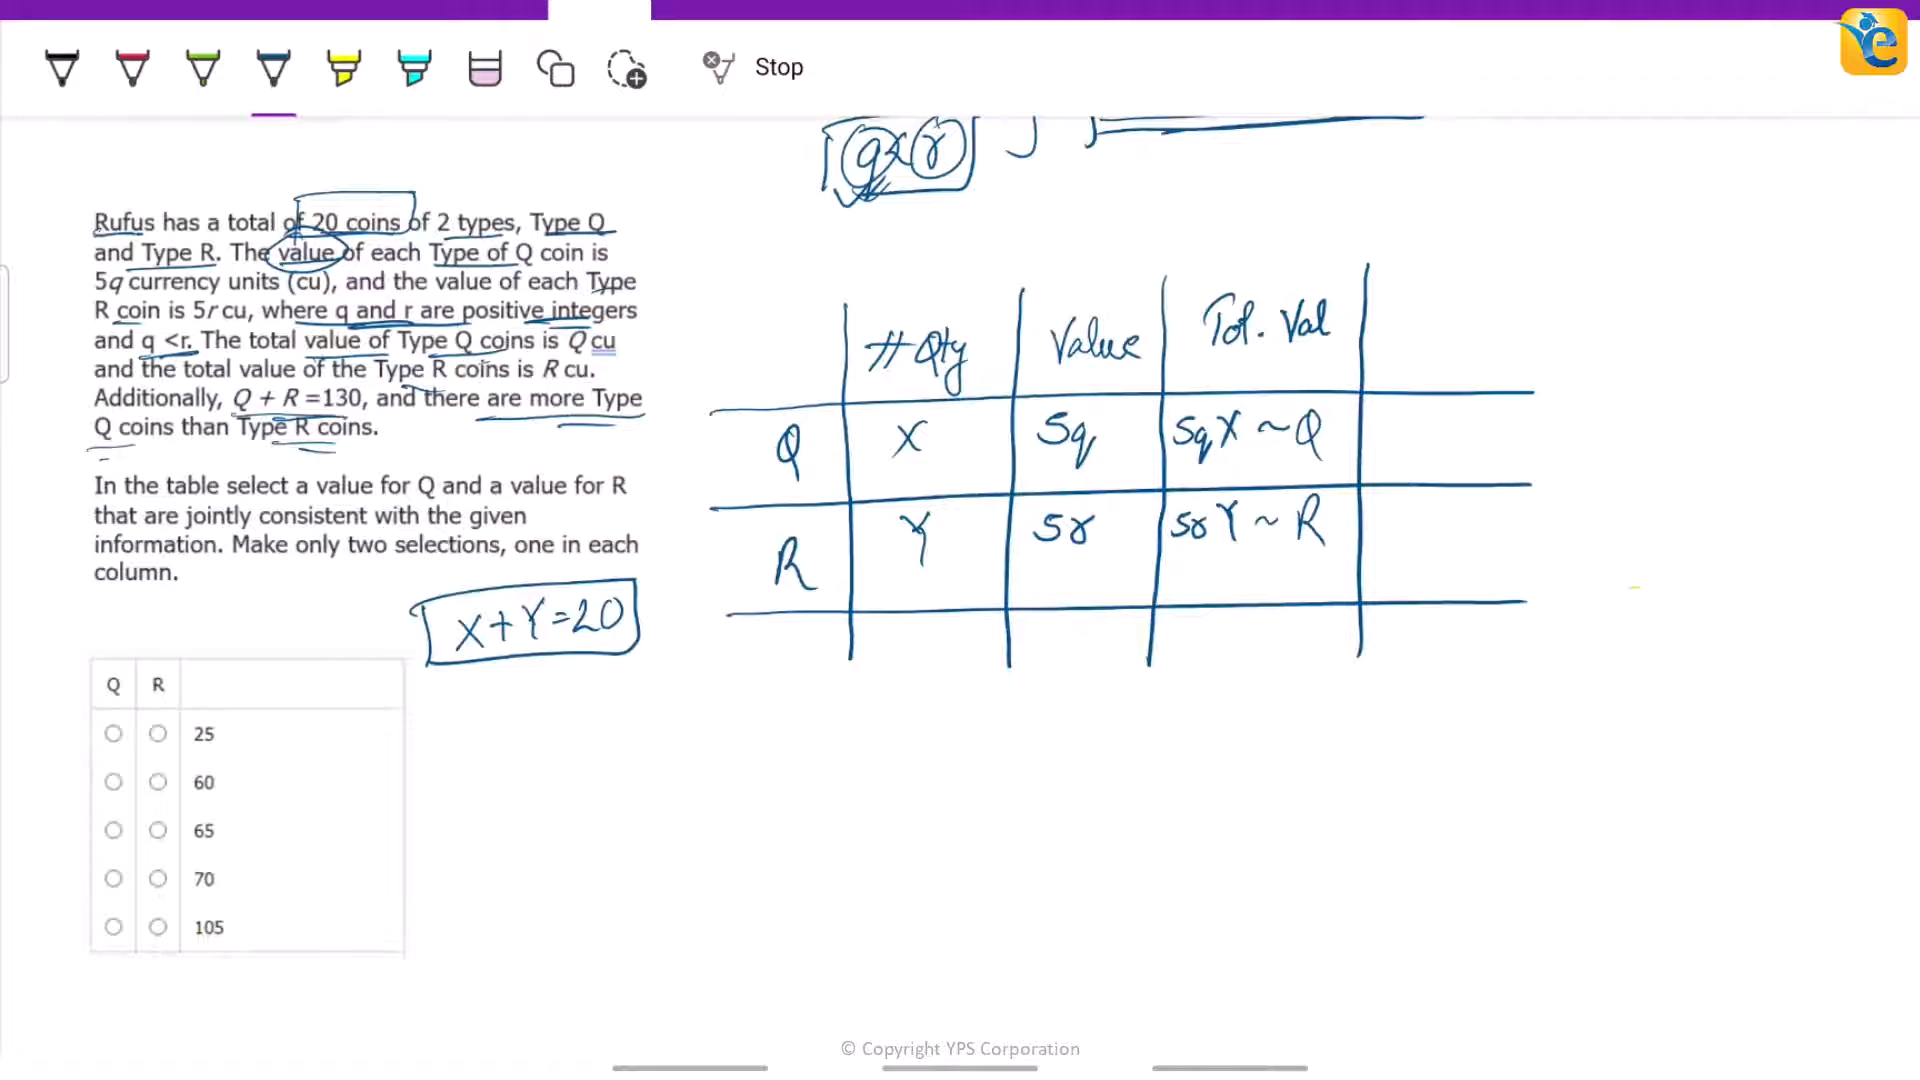 Stop
q<r
Rufus has a total of 20 coins of 2 types, Type Q
and Type R. The value of each Type of Q coin is
5q currency units (cu), and the value of each Type
R coin is 5r cu, where q and r are positive integers
and q <r. The total value of Type Q coins is Q cu
and the total value of the Type R coins is R cu.
Additionally, Q + R =130, and there are more Type
Q coins than Type R coins.
In the table select a value for Q and a value for R
that are jointly consistent with the given
information. Make only two selections, one in each
column.
X+Y=20
Q R
25
60
65
70
105
# Qty Value Tot. Val
Q X 5q 5qX ~ Q
R Y 5r 5rY ~ R
© Copyright YPS Corporation